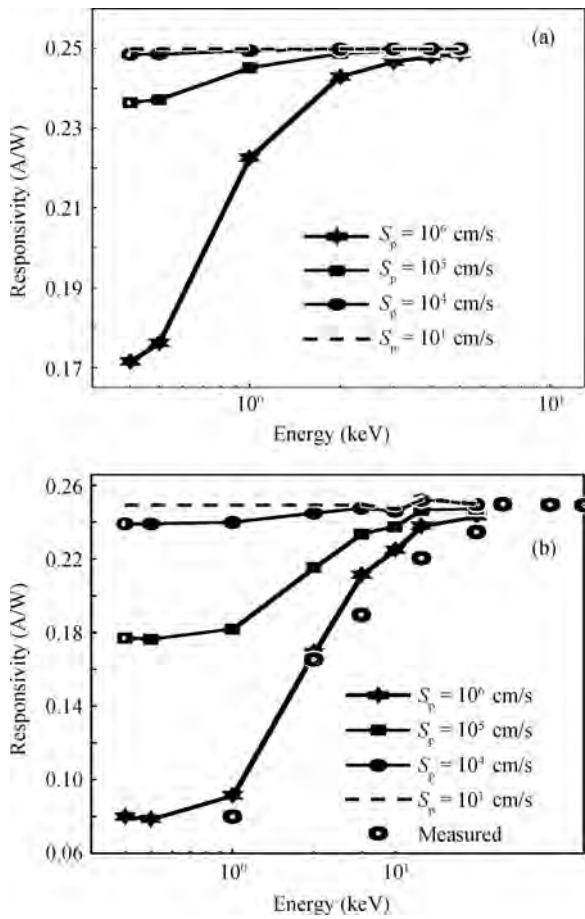 (a)
0.25
0.23
0.21
0.19
0.17
Responsivity (A/W)
Sp = 10⁶ cm/s
Sp = 10⁵ cm/s
Sp = 10⁴ cm/s
Sp = 10¹ cm/s
10⁰
10¹
Energy (keV)
(b)
0.26
0.22
0.18
0.14
0.10
0.06
Responsivity (A/W)
Sp = 10⁶ cm/s
Sp = 10⁵ cm/s
Sp = 10⁴ cm/s
Sp = 10¹ cm/s
Measured
10⁰
10¹
Energy (keV)